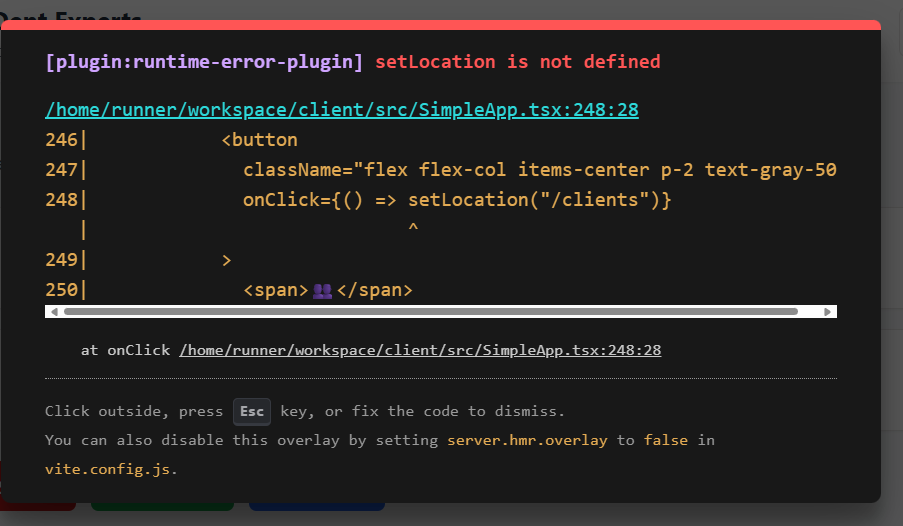 [plugin:runtime-error-plugin] setLocation is not defined
/home/runner/workspace/client/src/SimpleApp.tsx:248:28
246|            <button
247|              className="flex flex-col items-center p-2 text-gray-50
248|              onClick={() => setLocation("/clients")}
   |                             ^
249|            >
250|              <span>👥</span>
at onClick /home/runner/workspace/client/src/SimpleApp.tsx:248:28
Click outside, press Esc key, or fix the code to dismiss.
You can also disable this overlay by setting server.hmr.overlay to false in
vite.config.js.